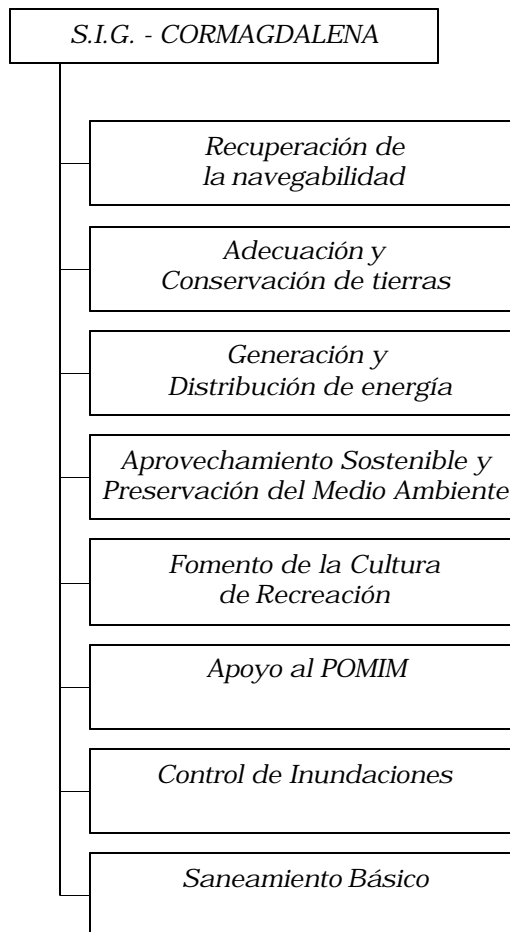 S.I.G. - CORMAGDALENA
Recuperación de
la navegabilidad
Adecuación y
Conservación de tierras
Generación y
Distribución de energía
Aprovechamiento Sostenible y
Preservación del Medio Ambiente
Fomento de la Cultura
de Recreación
Apoyo al POMIM
Control de Inundaciones
Saneamiento Básico